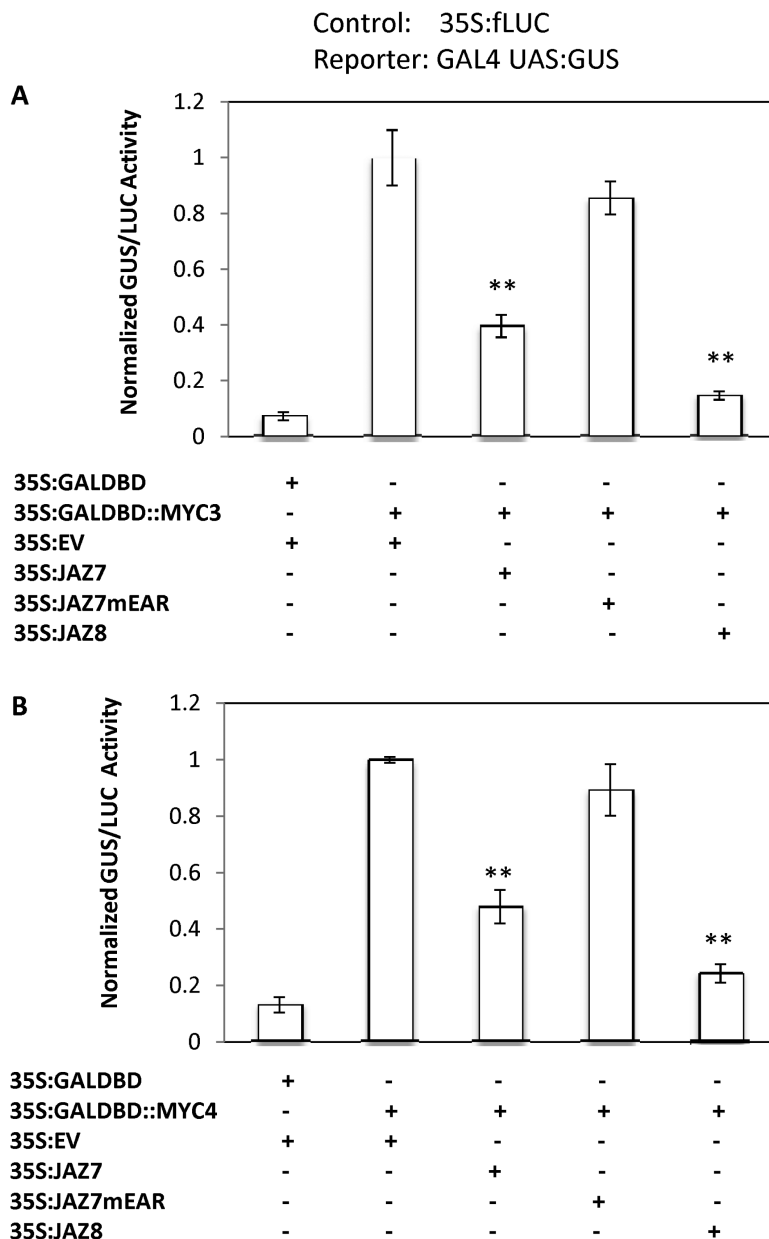 Control: 35S:fLUC
Reporter: GAL4 UAS:GUS
A
Normalized GUS/LUC Activity
1.2
1
0.8
0.6
0.4
0.2
0
**
**
35S:GALDBD + - - - -
35S:GALDBD::MYC3 - + + + +
35S:EV + + - - -
35S:JAZ7 - - + - -
35S:JAZ7mEAR - - - + -
35S:JAZ8 - - - - +
B
Normalized GUS/LUC Activity
1.2
1
0.8
0.6
0.4
0.2
0
**
**
35S:GALDBD + - - - -
35S:GALDBD::MYC4 - + + + +
35S:EV + + - - -
35S:JAZ7 - - + - -
35S:JAZ7mEAR - - - + -
35S:JAZ8 - - - - +